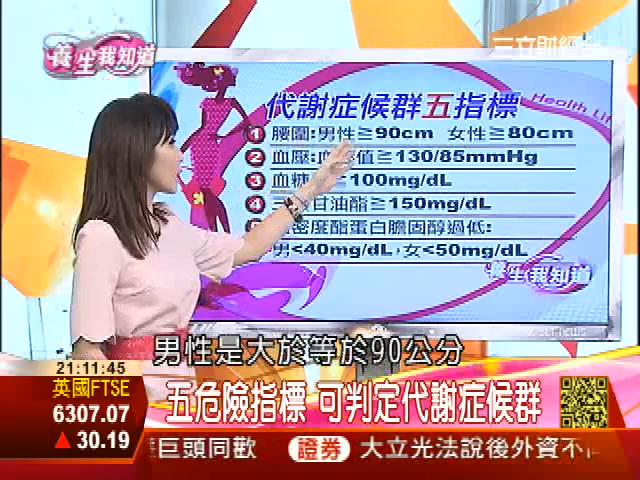 養生我知道
三立財經台
代謝症候群五指標
Health Life
1 腰圍:男性≧90cm 女性≧80cm
2 血壓:血壓值≧130/85mmHg
3 血糖 ≧100mg/dL
4 三 甘油酯≧150mg/dL
密度酯蛋白膽固醇過低:
男<40mg/dL,女<50mg/dL
養生我知道
男性是大於等於90公分
21:11:45
英國FTSE
6307.07
▲30.19
五危險指標 可判定代謝症候群
巨頭同歡 證券 大立光法說後外資不